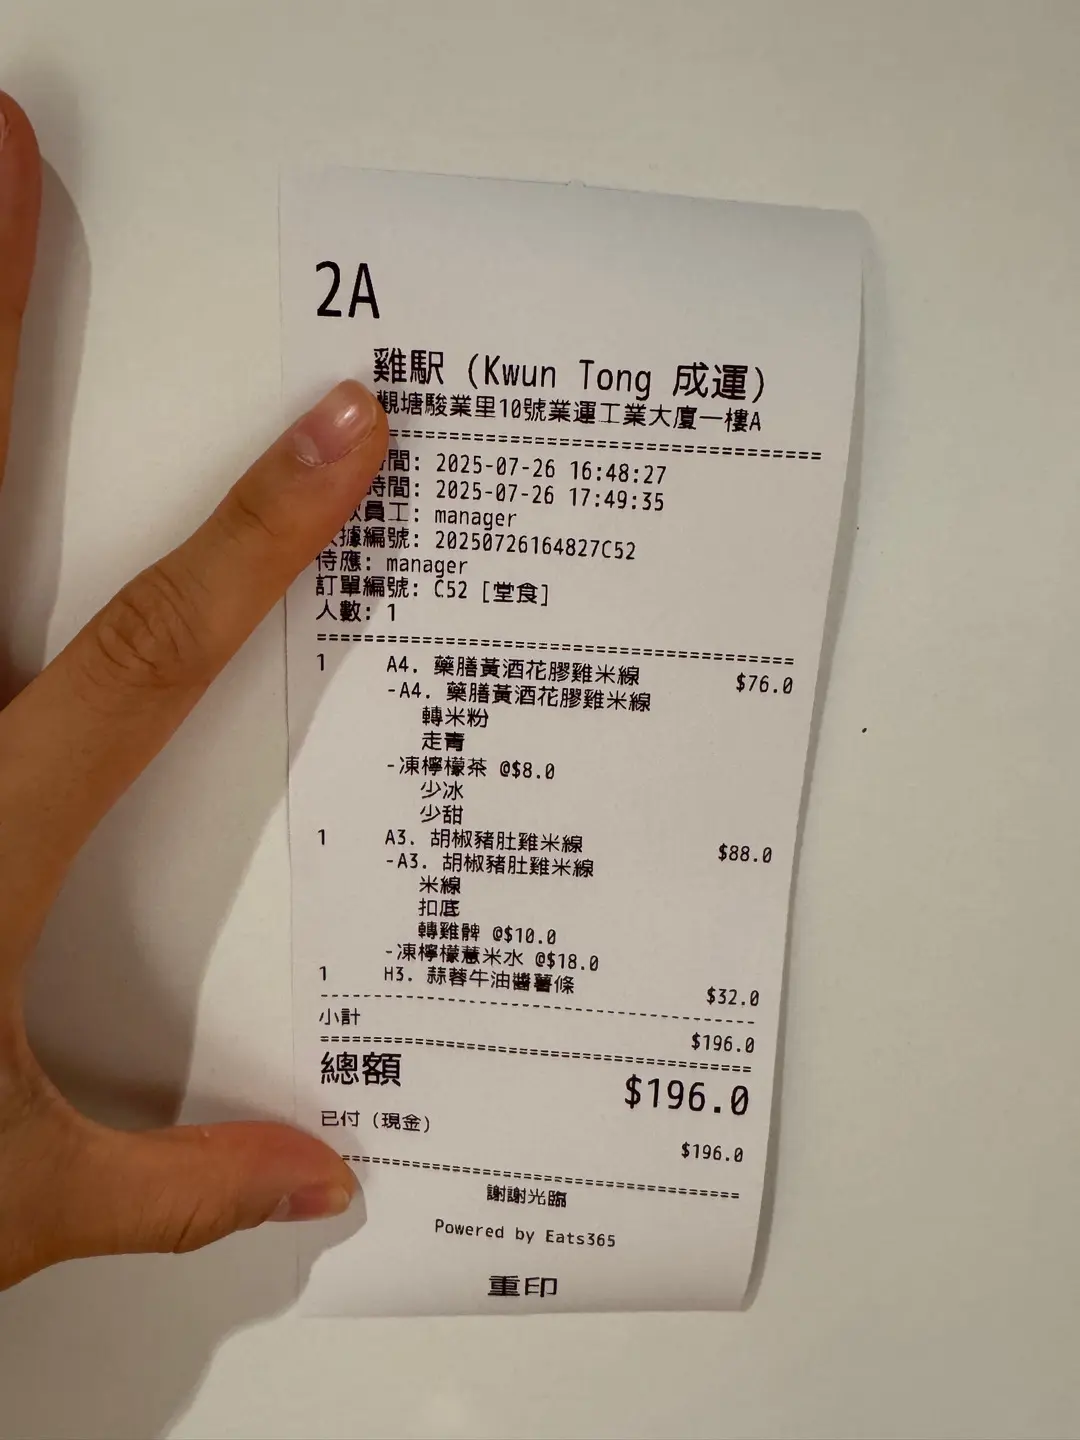 2A
雞駅 (Kwun Tong 成運)
觀塘駿業里10號業運工業大廈一樓A
時間: 2025-07-26 16:48:27
時間: 2025-07-26 17:49:35
員工: manager
據編號: 20250726164827C52
侍應: manager
訂單編號: C52 [堂食]
人數: 1
1 A4. 藥膳黃酒花膠雞米線 $76.0
-A4. 藥膳黃酒花膠雞米線
轉米粉
走青
-凍檸檬茶 @$8.0
少冰
少甜
1 A3. 胡椒豬肚雞米線 $88.0
-A3. 胡椒豬肚雞米線
米線
扣底
轉雞髀 @$10.0
-凍檸檬薏米水 @$18.0
1 H3. 蒜蓉牛油醬薯條 $32.0
小計 $196.0
總額 $196.0
已付 (現金) $196.0
謝謝光臨
Powered by Eats365
重印